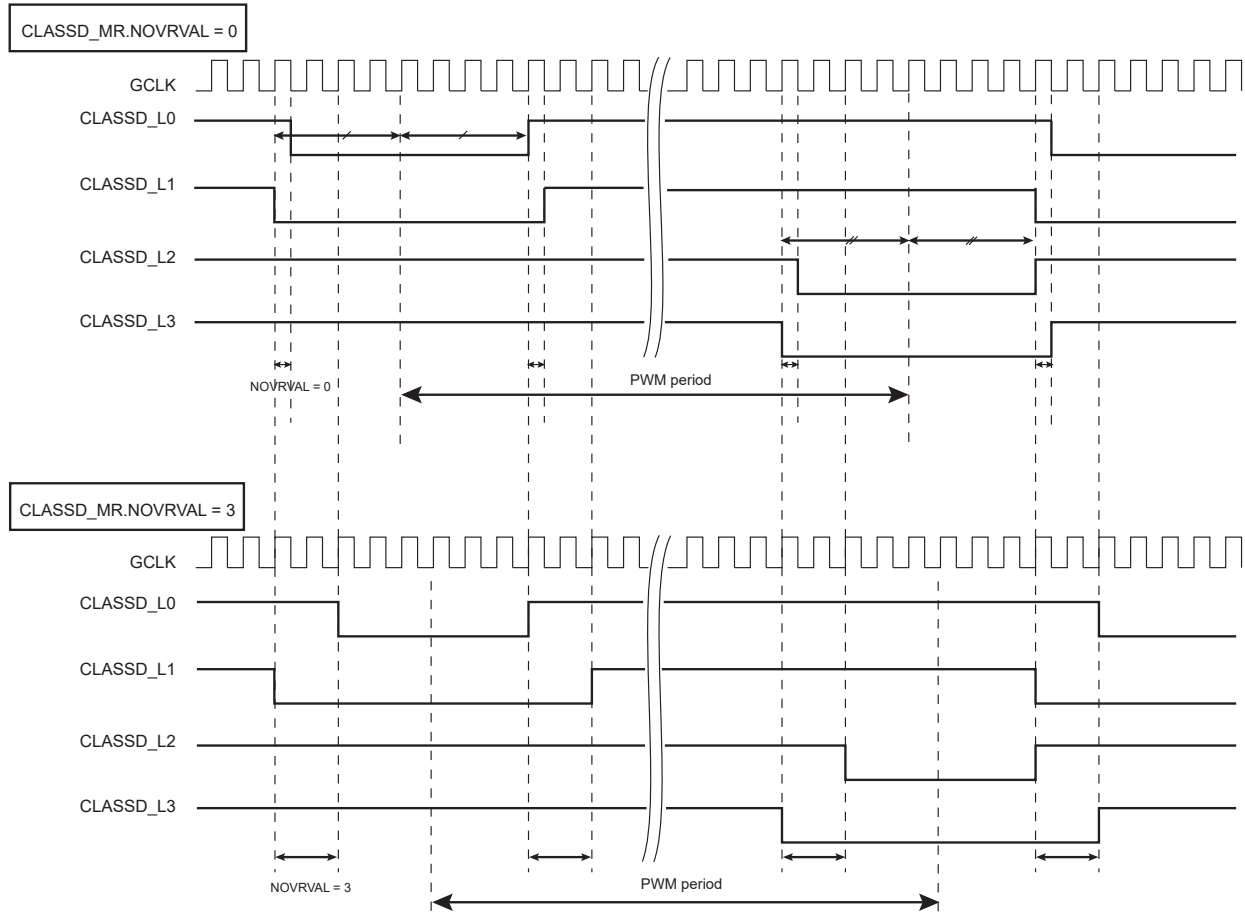 CLASSD_MR.NOVRVAL = 0
GCLK
CLASSD_L0
CLASSD_L1
CLASSD_L2
CLASSD_L3
NOVRVAL = 0
PWM period
CLASSD_MR.NOVRVAL = 3
GCLK
CLASSD_L0
CLASSD_L1
CLASSD_L2
CLASSD_L3
NOVRVAL = 3
PWM period